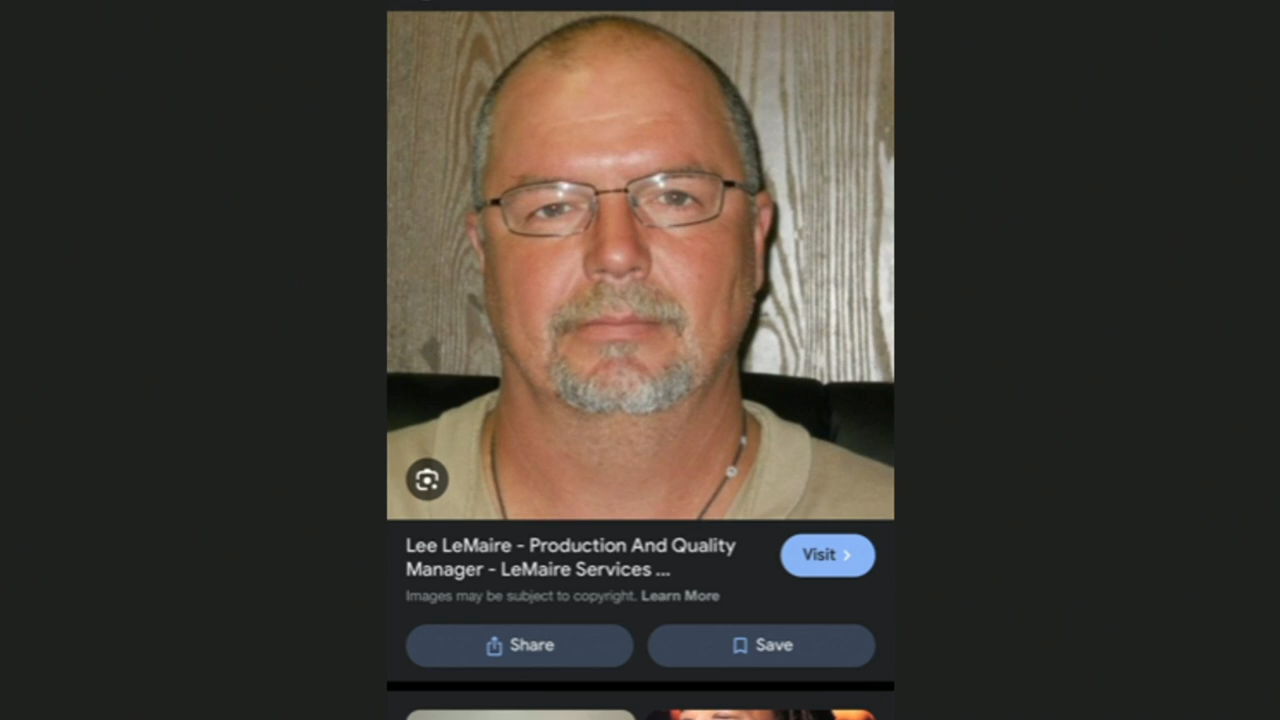 Lee LeMaire - Production And Quality
Manager - LeMaire Services ...
Visit
Images may be subject to copyright. Learn More
Share
Save